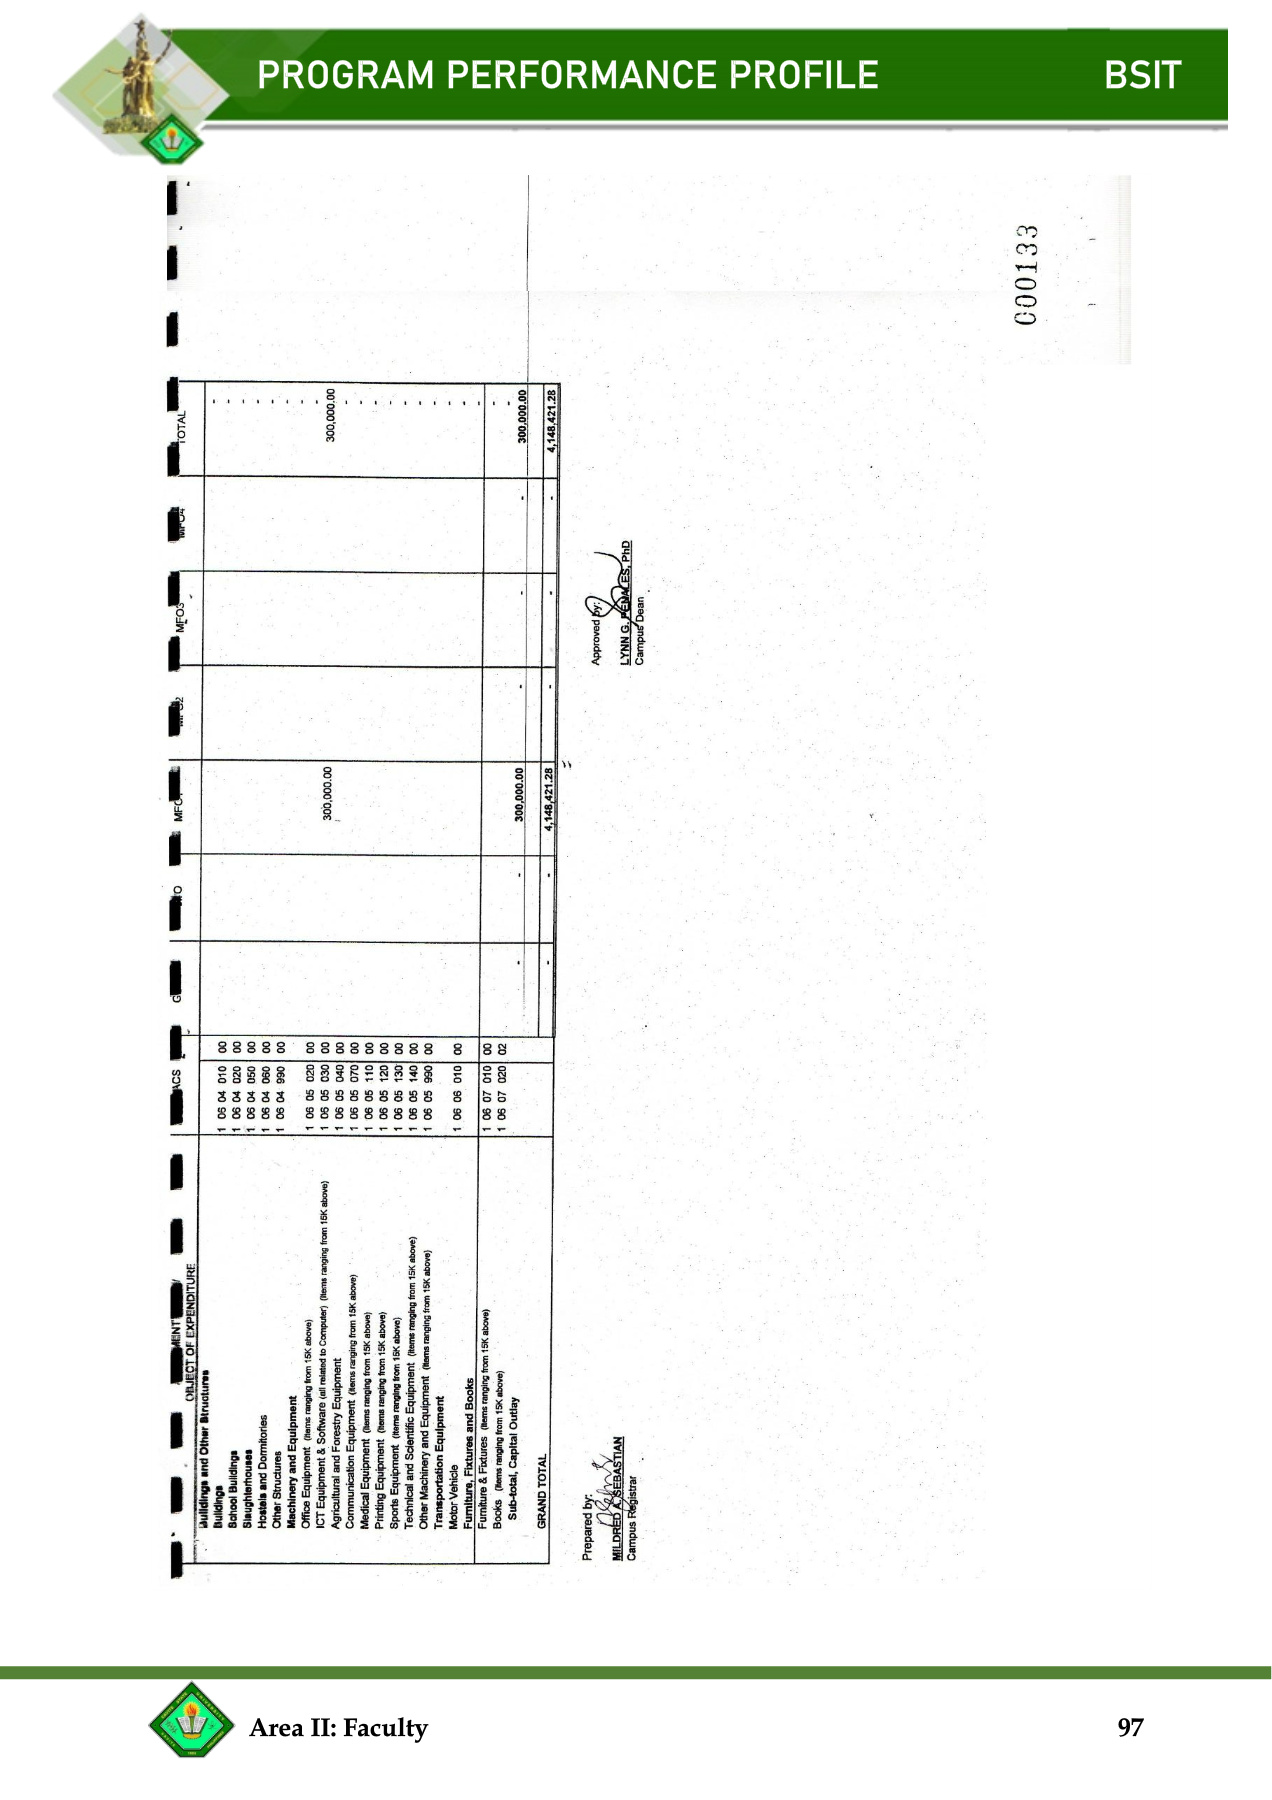 PROGRAM PERFORMANCE PROFILE BSIT
000133
OBJECT OF EXPENDITURE TOTAL
Buildings and Other Structures
Buildings 1 06 04 010 00 -
School Buildings 1 06 04 020 00 -
Slaughterhouses 1 06 04 050 00 -
Hostels and Dormitories 1 06 04 060 00 -
Other Structures 1 06 04 990 00 -
Machinery and Equipment -
Office Equipment (Items ranging from 15K above) 1 06 05 020 00 -
ICT Equipment & Software (all related to Computer) (Items ranging from 15K above) 1 06 05 030 00 300,000.00 300,000.00
Agricultural and Forestry Equipment 1 06 05 040 00 -
Communication Equipment (Items ranging from 15K above) 1 06 05 070 00 -
Medical Equipment (Items ranging from 15K above) 1 06 05 110 00 -
Printing Equipment (Items ranging from 15K above) 1 06 05 120 00 -
Sports Equipment (Items ranging from 15K above) 1 06 05 130 00 -
Technical and Scientific Equipment (Items ranging from 15K above) 1 06 05 140 00 -
Other Machinery and Equipment (Items ranging from 15K above) 1 06 05 990 00 -
Transportation Equipment -
Motor Vehicle 1 06 06 010 00 -
Furniture, Fixtures and Books -
Furniture & Fixtures (Items ranging from 15K above) 1 06 07 010 00 -
Books (Items ranging from 15K above) 1 06 07 020 02 -
Sub-total, Capital Outlay - - 300,000.00 - - - 300,000.00
GRAND TOTAL - - 4,148,421.28 - - - 4,148,421.28
Prepared by: Approved by:
MILDRED A. SEBASTIAN LYNN G. PENALES, PhD
Campus Registrar Campus Dean
Area II: Faculty 97